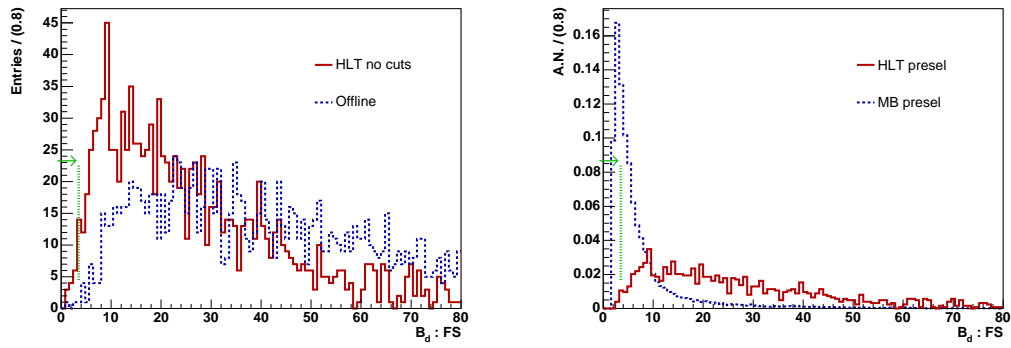 Entries / (0.8)
45
40
35
30
25
20
15
10
5
0
HLT no cuts
Offline
0 10 20 30 40 50 60 70 80
B_d : FS
A.N. / (0.8)
0.16
0.14
0.12
0.1
0.08
0.06
0.04
0.02
0
HLT presel
MB presel
0 10 20 30 40 50 60 70 80
B_d : FS